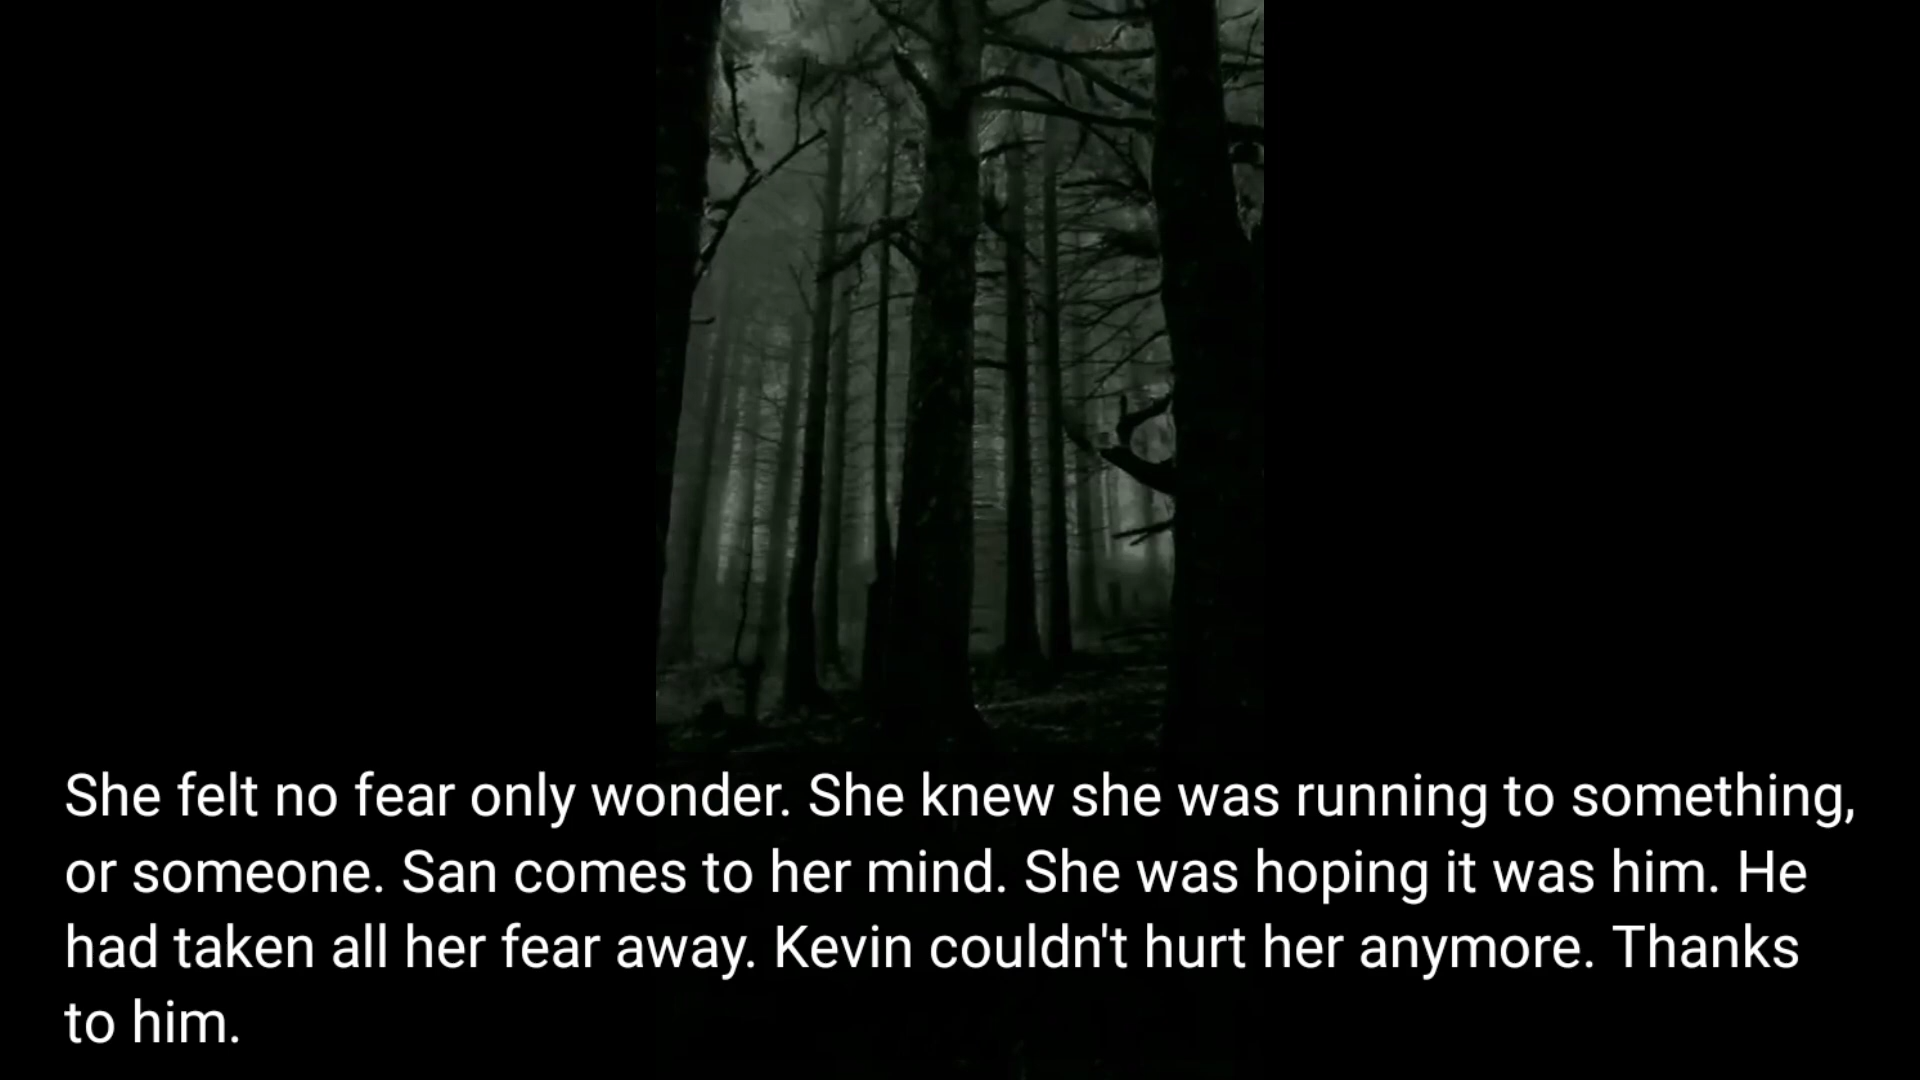 She felt no fear only wonder. She knew she was running to something,
or someone. San comes to her mind. She was hoping it was him. He
had taken all her fear away. Kevin couldn't hurt her anymore. Thanks
to him.